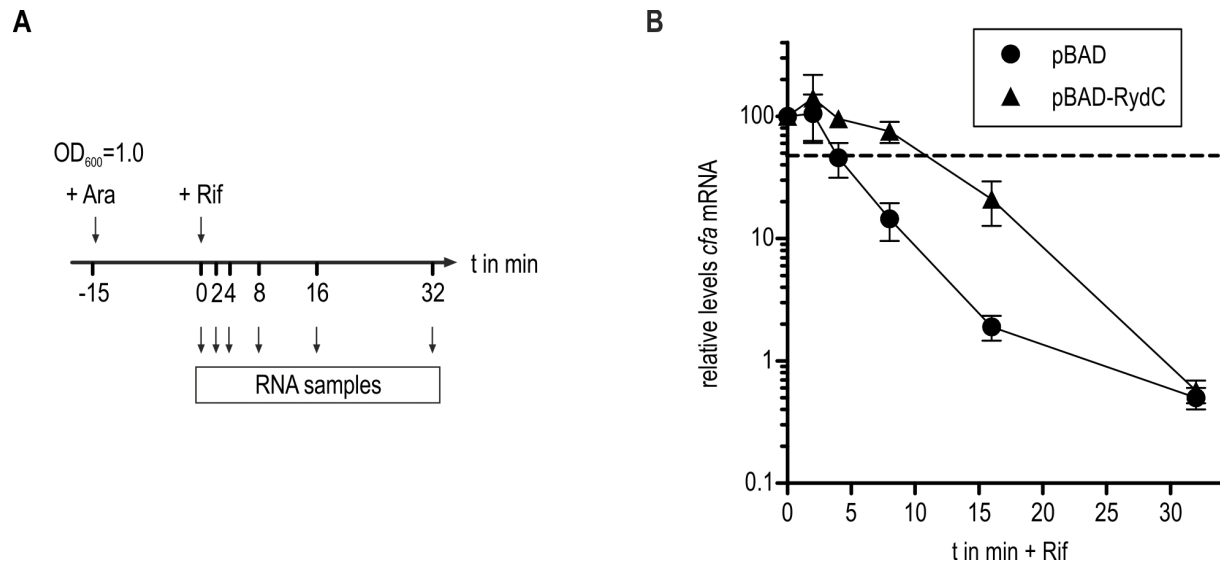 A
OD600=1.0
+ Ara
+ Rif
t in min
-15
0 2 4 8 16 32
RNA samples
B
pBAD
pBAD-RydC
100
10
1
0.1
relative levels cfa mRNA
0 5 10 15 20 25 30
t in min + Rif